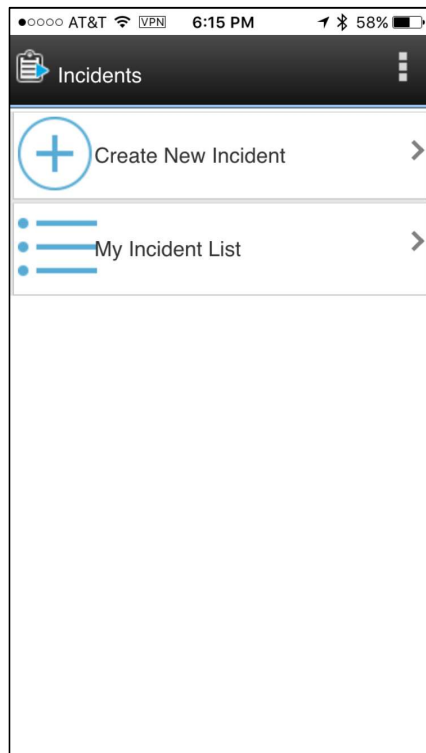 AT&T VPN 6:15 PM 58%
Incidents
Create New Incident
My Incident List